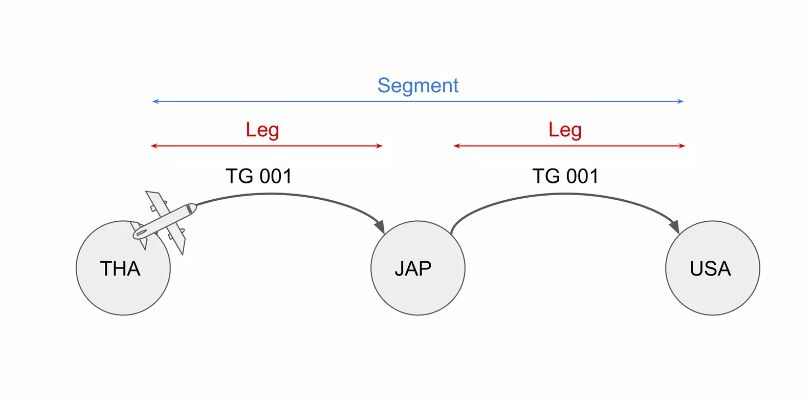 Segment
Leg
Leg
TG 001
TG 001
THA
JAP
USA